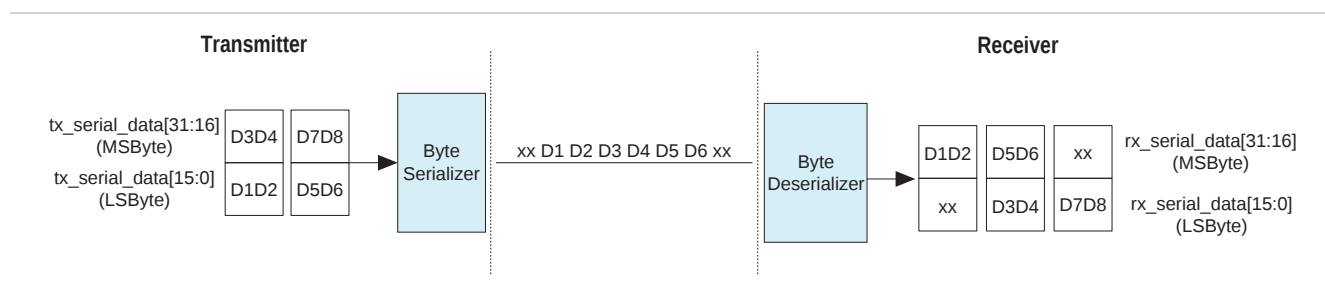 Transmitter
Receiver
tx_serial_data[31:16]
(MSByte)
tx_serial_data[15:0]
(LSByte)
D3D4 D7D8
D1D2 D5D6
Byte
Serializer
xx D1 D2 D3 D4 D5 D6 xx
Byte
Deserializer
D1D2 D5D6 xx
xx D3D4 D7D8
rx_serial_data[31:16]
(MSByte)
rx_serial_data[15:0]
(LSByte)